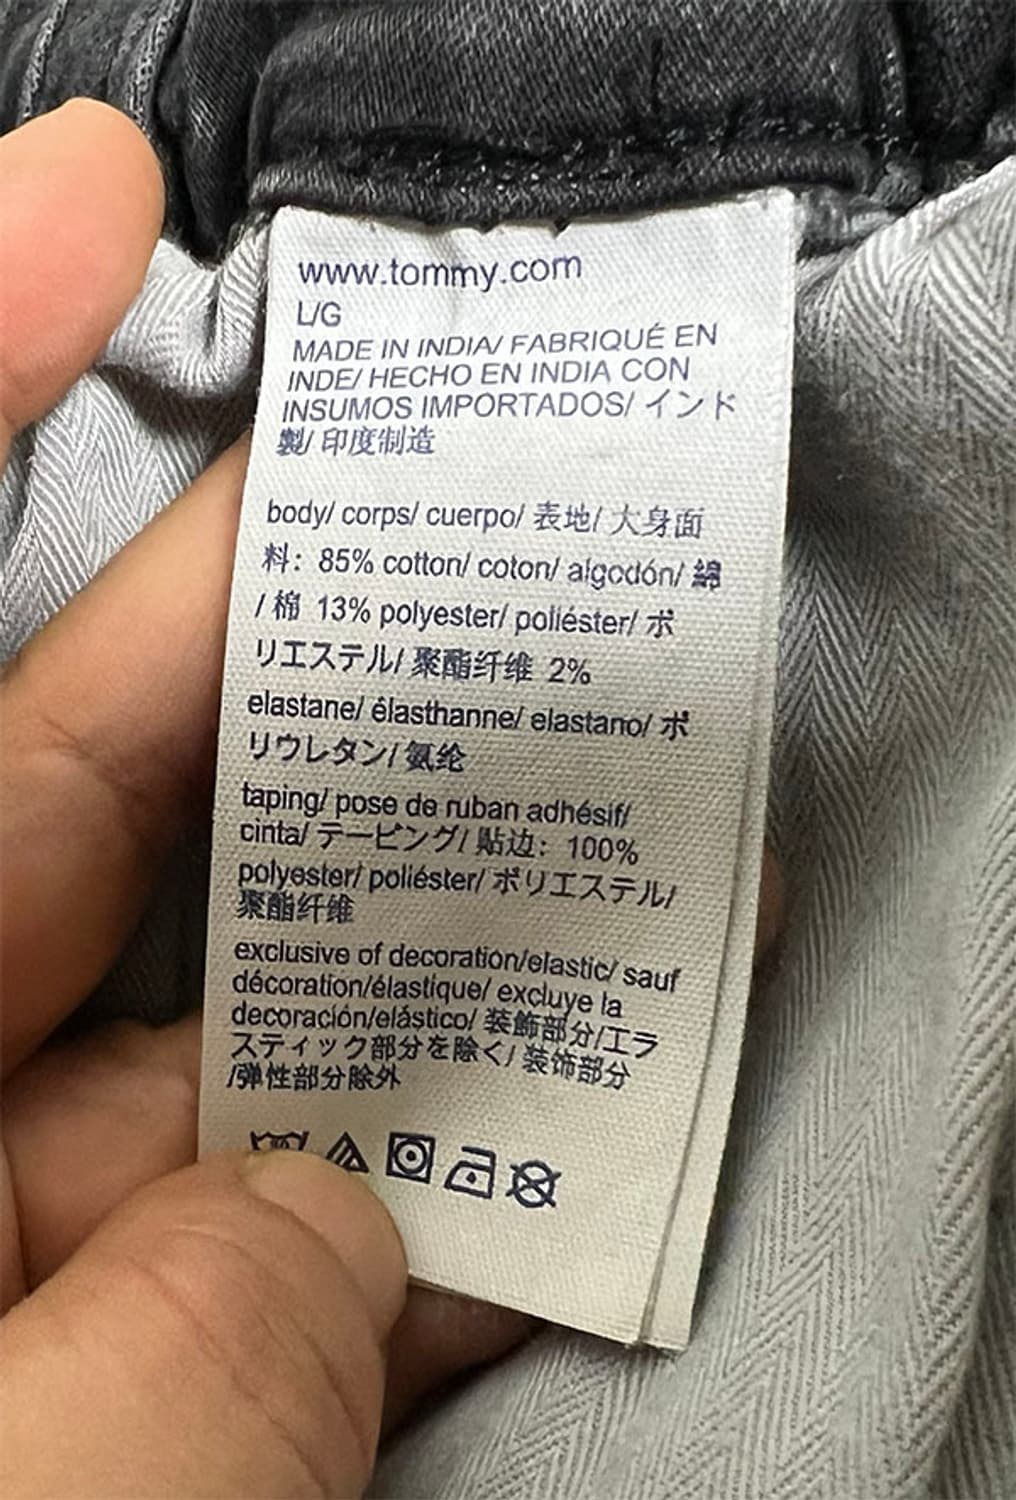 www.tommy.com
L/G
MADE IN INDIA/ FABRIQUÉ EN
INDE/ HECHO EN INDIA CON
INSUMOS IMPORTADOS/ インド
製/ 印度制造
body/ corps/ cuerpo/ 表地/ 大身面
料: 85% cotton/ coton/ algodón/ 綿
/ 棉 13% polyester/ poliéster/ ポ
リエステル/ 聚酯纤维 2%
elastane/ élasthanne/ elastano/ ポ
リウレタン/ 氨纶
taping/ pose de ruban adhésif/
cinta/ テーピング/ 贴边: 100%
polyester/ poliéster/ ポリエステル/
聚酯纤维
exclusive of decoration/elastic/ sauf
décoration/élastique/ excluye la
decoración/elástico/ 装飾部分/エラ
スティック部分を除く/ 装饰部分
/弹性部分除外